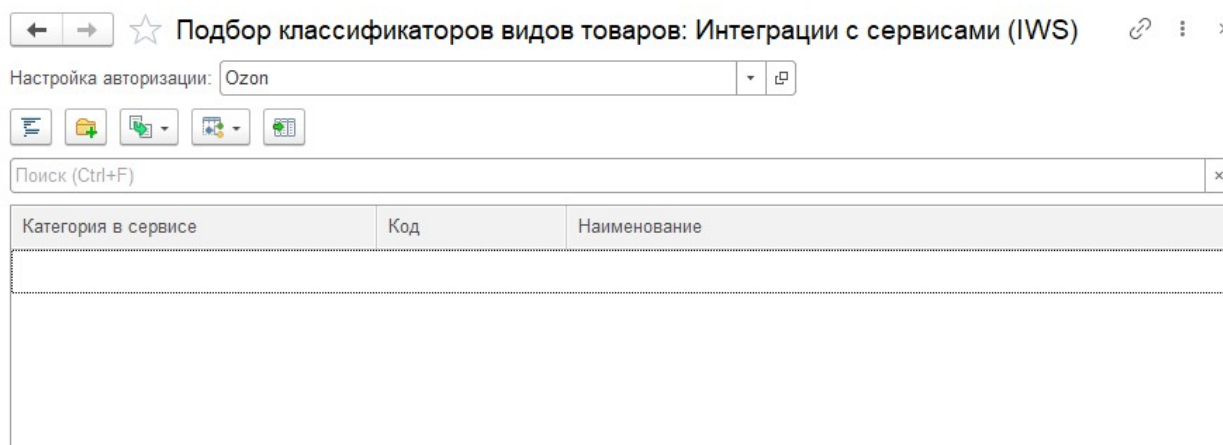 Подбор классификаторов видов товаров: Интеграции с сервисами (IWS)
Настройка авторизации: Ozon
Поиск (Ctrl+F)
Категория в сервисе Код Наименование